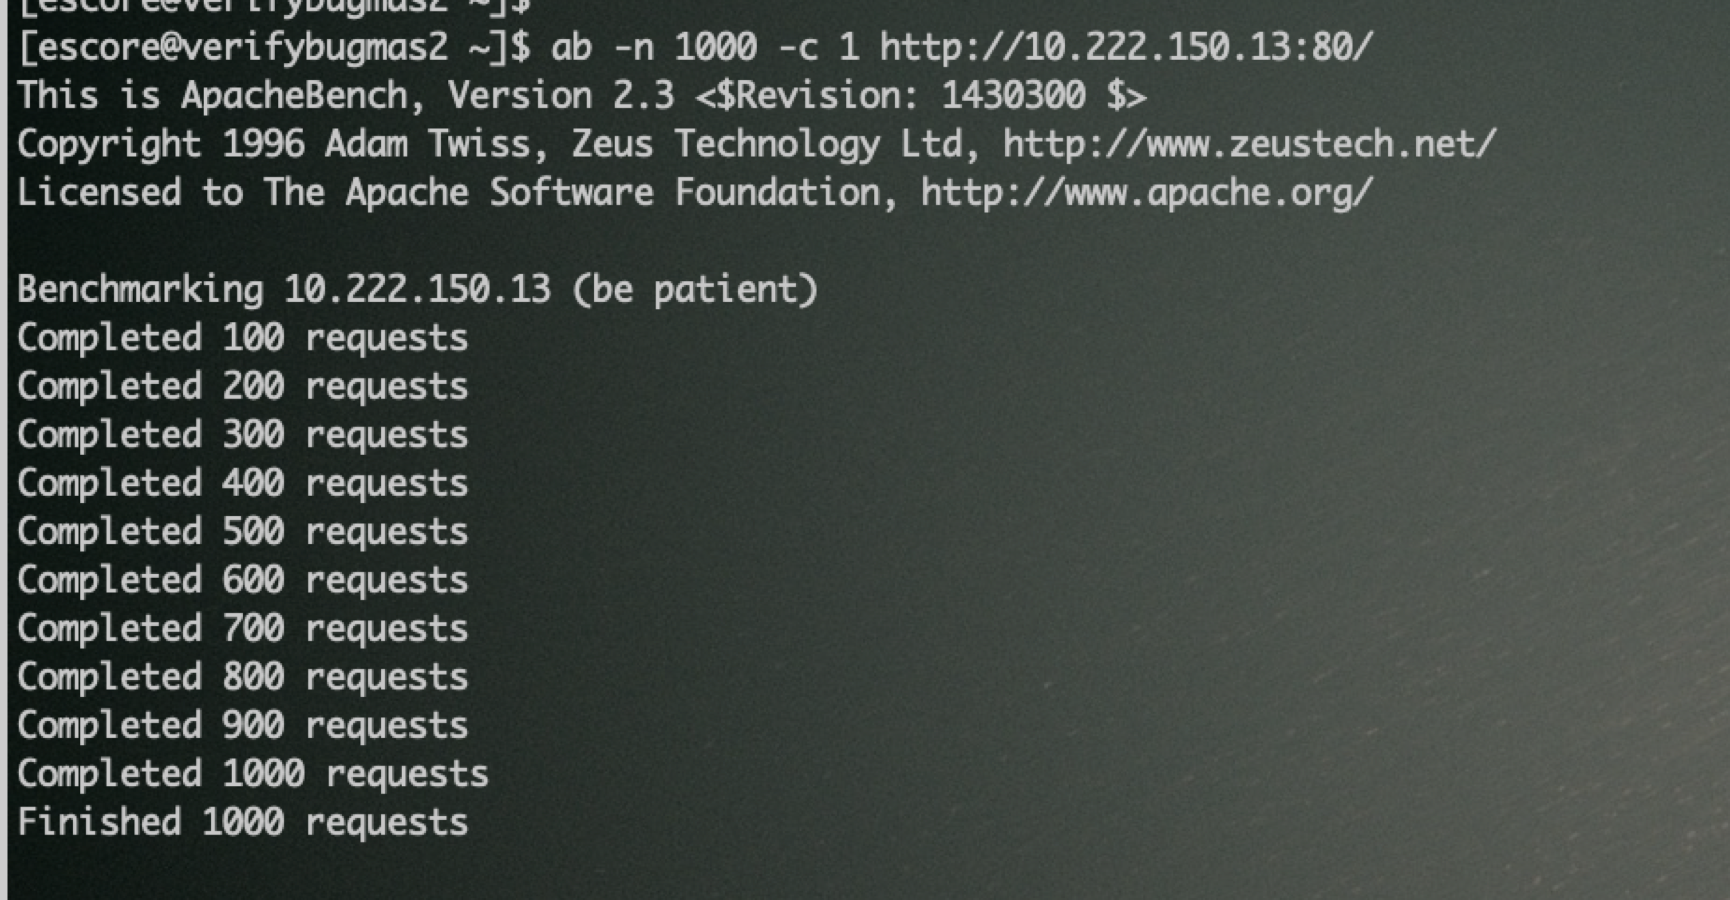 [escore@verifybugmas2 ~]$
[escore@verifybugmas2 ~]$ ab -n 1000 -c 1 http://10.222.150.13:80/
This is ApacheBench, Version 2.3 <$Revision: 1430300 $>
Copyright 1996 Adam Twiss, Zeus Technology Ltd, http://www.zeustech.net/
Licensed to The Apache Software Foundation, http://www.apache.org/
Benchmarking 10.222.150.13 (be patient)
Completed 100 requests
Completed 200 requests
Completed 300 requests
Completed 400 requests
Completed 500 requests
Completed 600 requests
Completed 700 requests
Completed 800 requests
Completed 900 requests
Completed 1000 requests
Finished 1000 requests